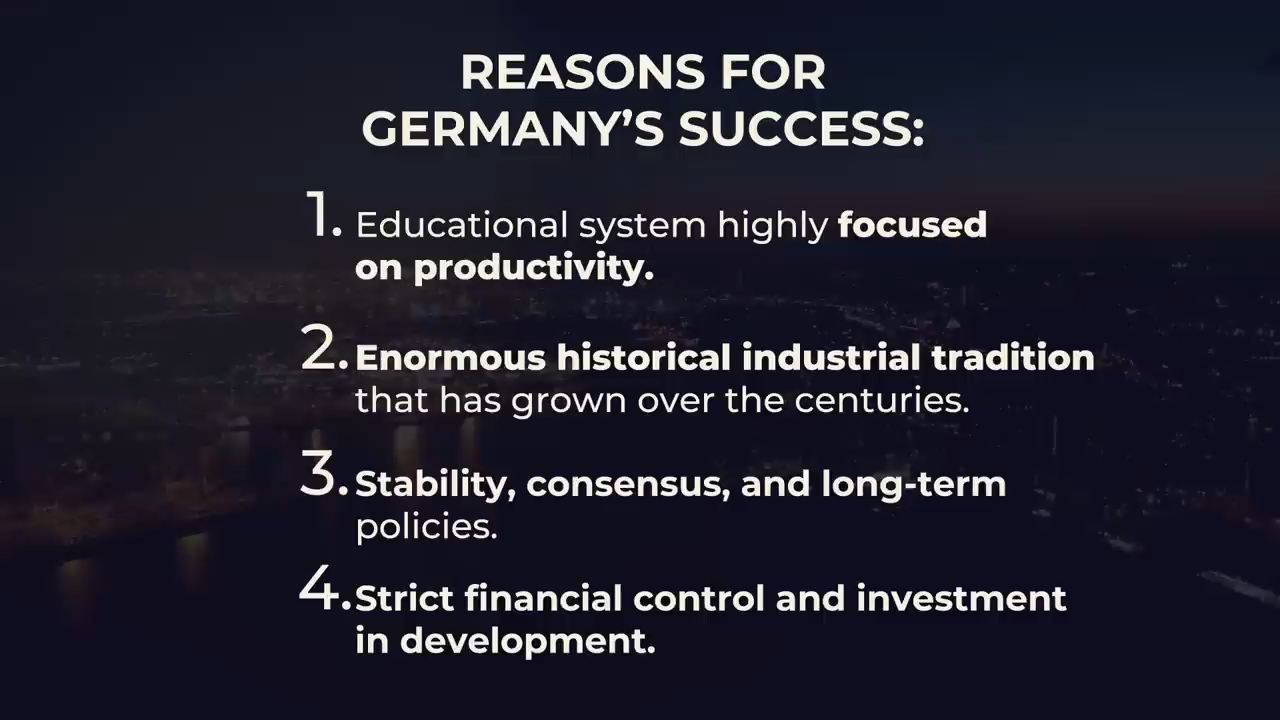 REASONS FOR
GERMANY'S SUCCESS:
1. Educational system highly focused
on productivity.
2. Enormous historical industrial tradition
that has grown over the centuries.
3. Stability, consensus, and long-term
policies.
4. Strict financial control and investment
in development.